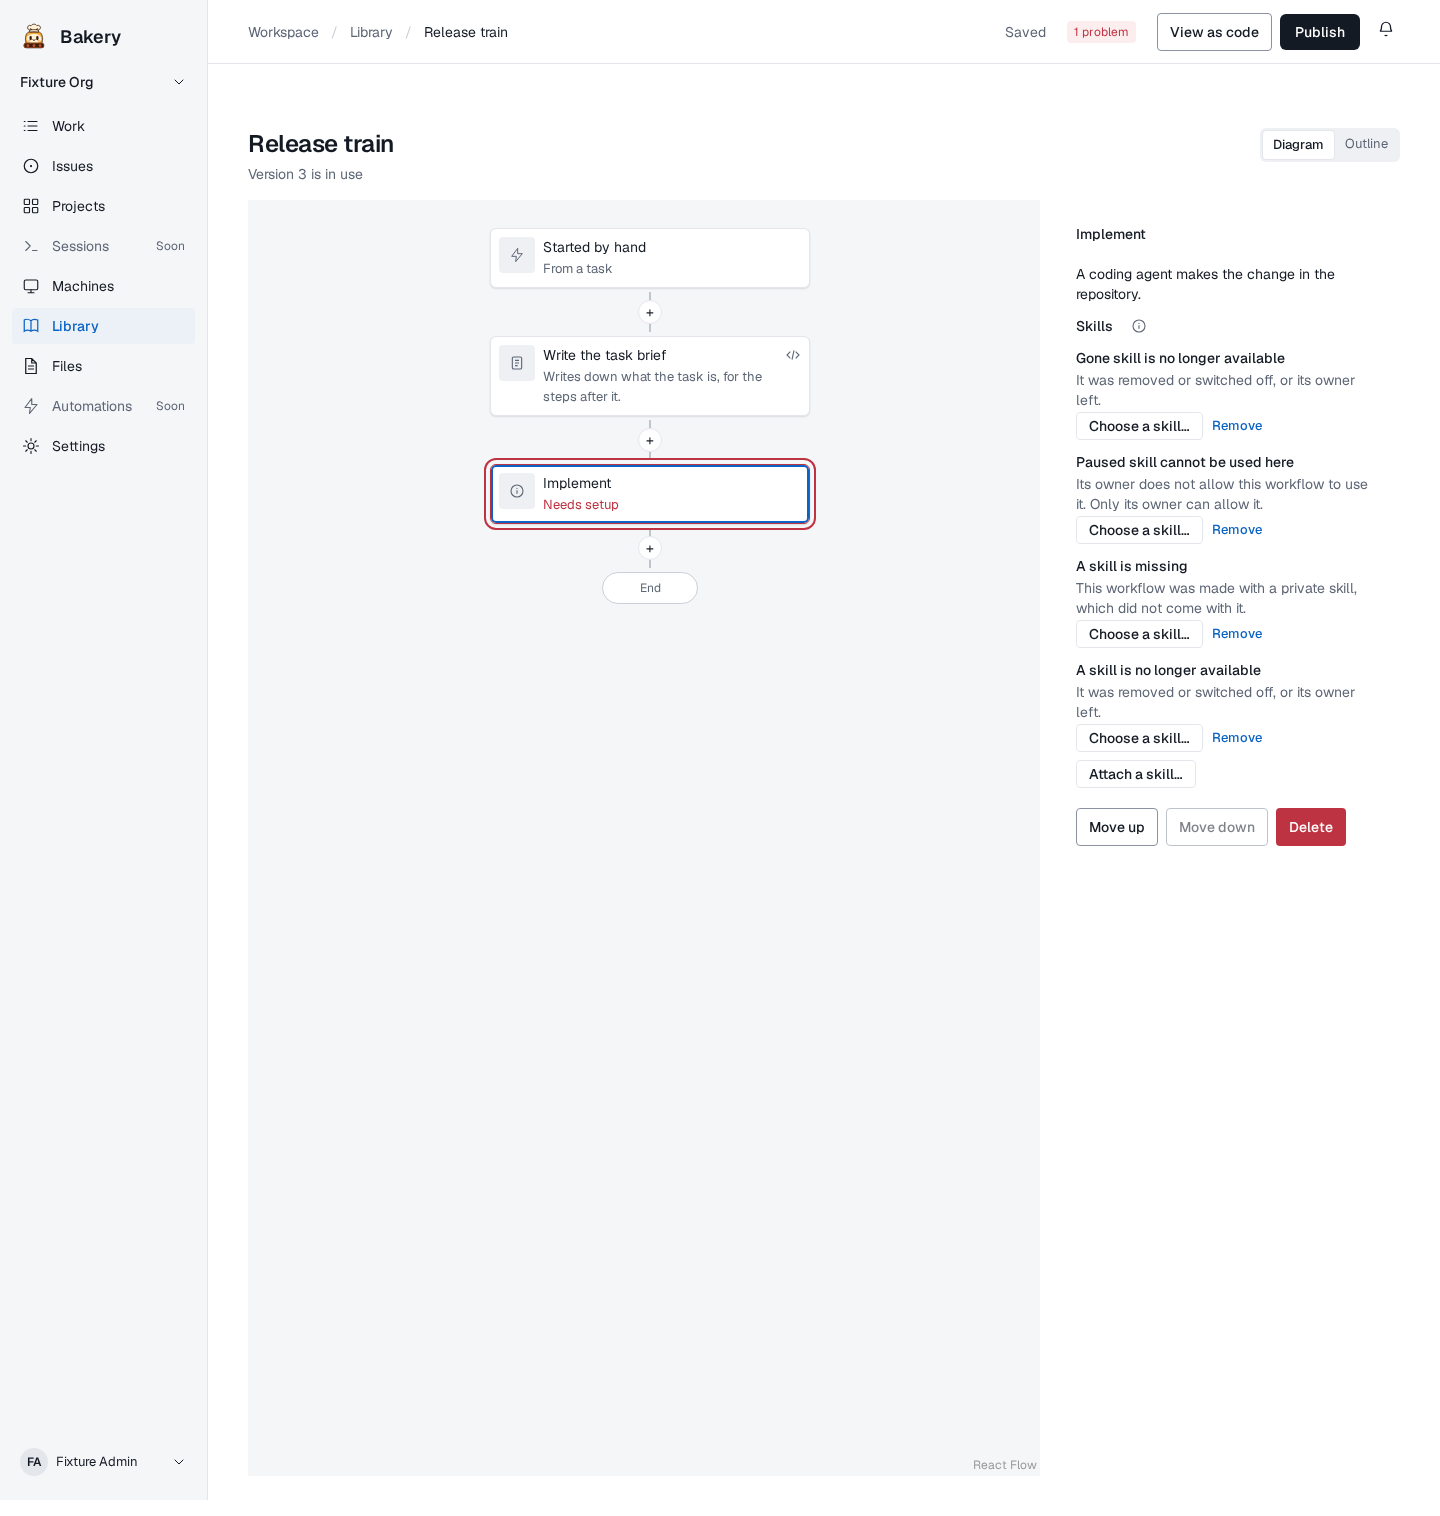 Bakery
Fixture Org
Work
Issues
Projects
Sessions Soon
Machines
Library
Files
Automations Soon
Settings
FA Fixture Admin
Workspace / Library / Release train
Saved
1 problem
View as code
Publish
Release train
Version 3 is in use
Diagram
Outline
Started by hand
From a task
+
Write the task brief
Writes down what the task is, for the
steps after it.
+
Implement
Needs setup
+
End
React Flow
Implement
A coding agent makes the change in the
repository.
Skills
Gone skill is no longer available
It was removed or switched off, or its owner
left.
Choose a skill... Remove
Paused skill cannot be used here
Its owner does not allow this workflow to use
it. Only its owner can allow it.
Choose a skill... Remove
A skill is missing
This workflow was made with a private skill,
which did not come with it.
Choose a skill... Remove
A skill is no longer available
It was removed or switched off, or its owner
left.
Choose a skill... Remove
Attach a skill...
Move up
Move down
Delete